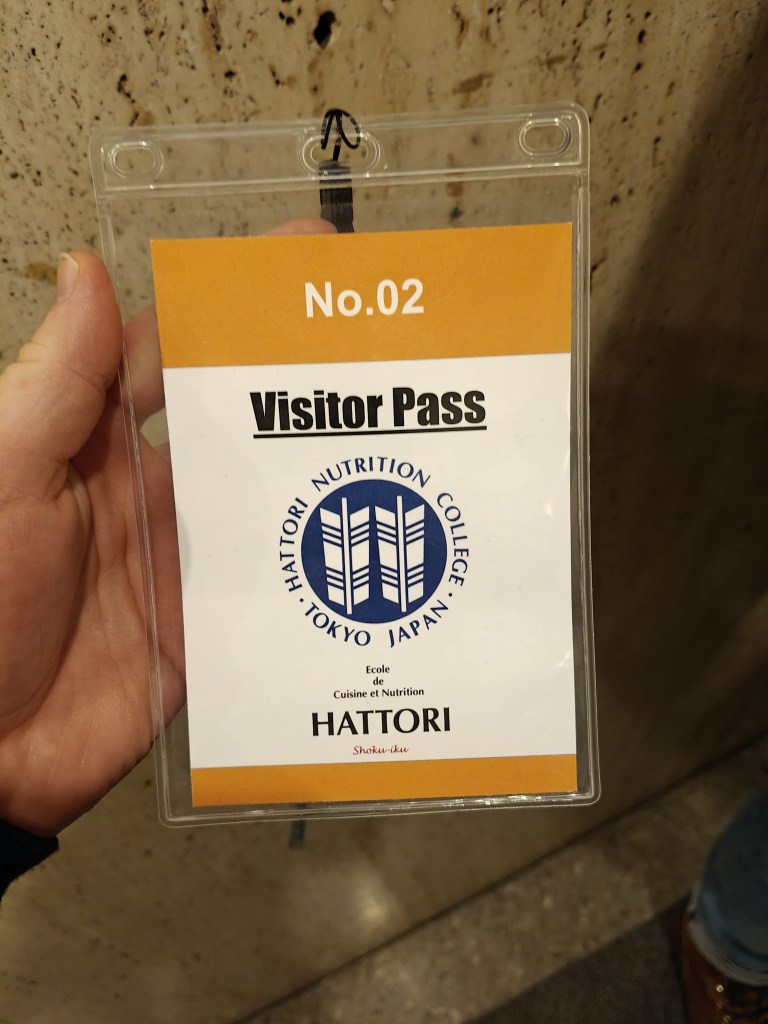 No.02
Visitor Pass
HATTORI NUTRITION COLLEGE
· TOKYO JAPAN ·
Ecole
de
Cuisine et Nutrition
HATTORI
Shoku-iku